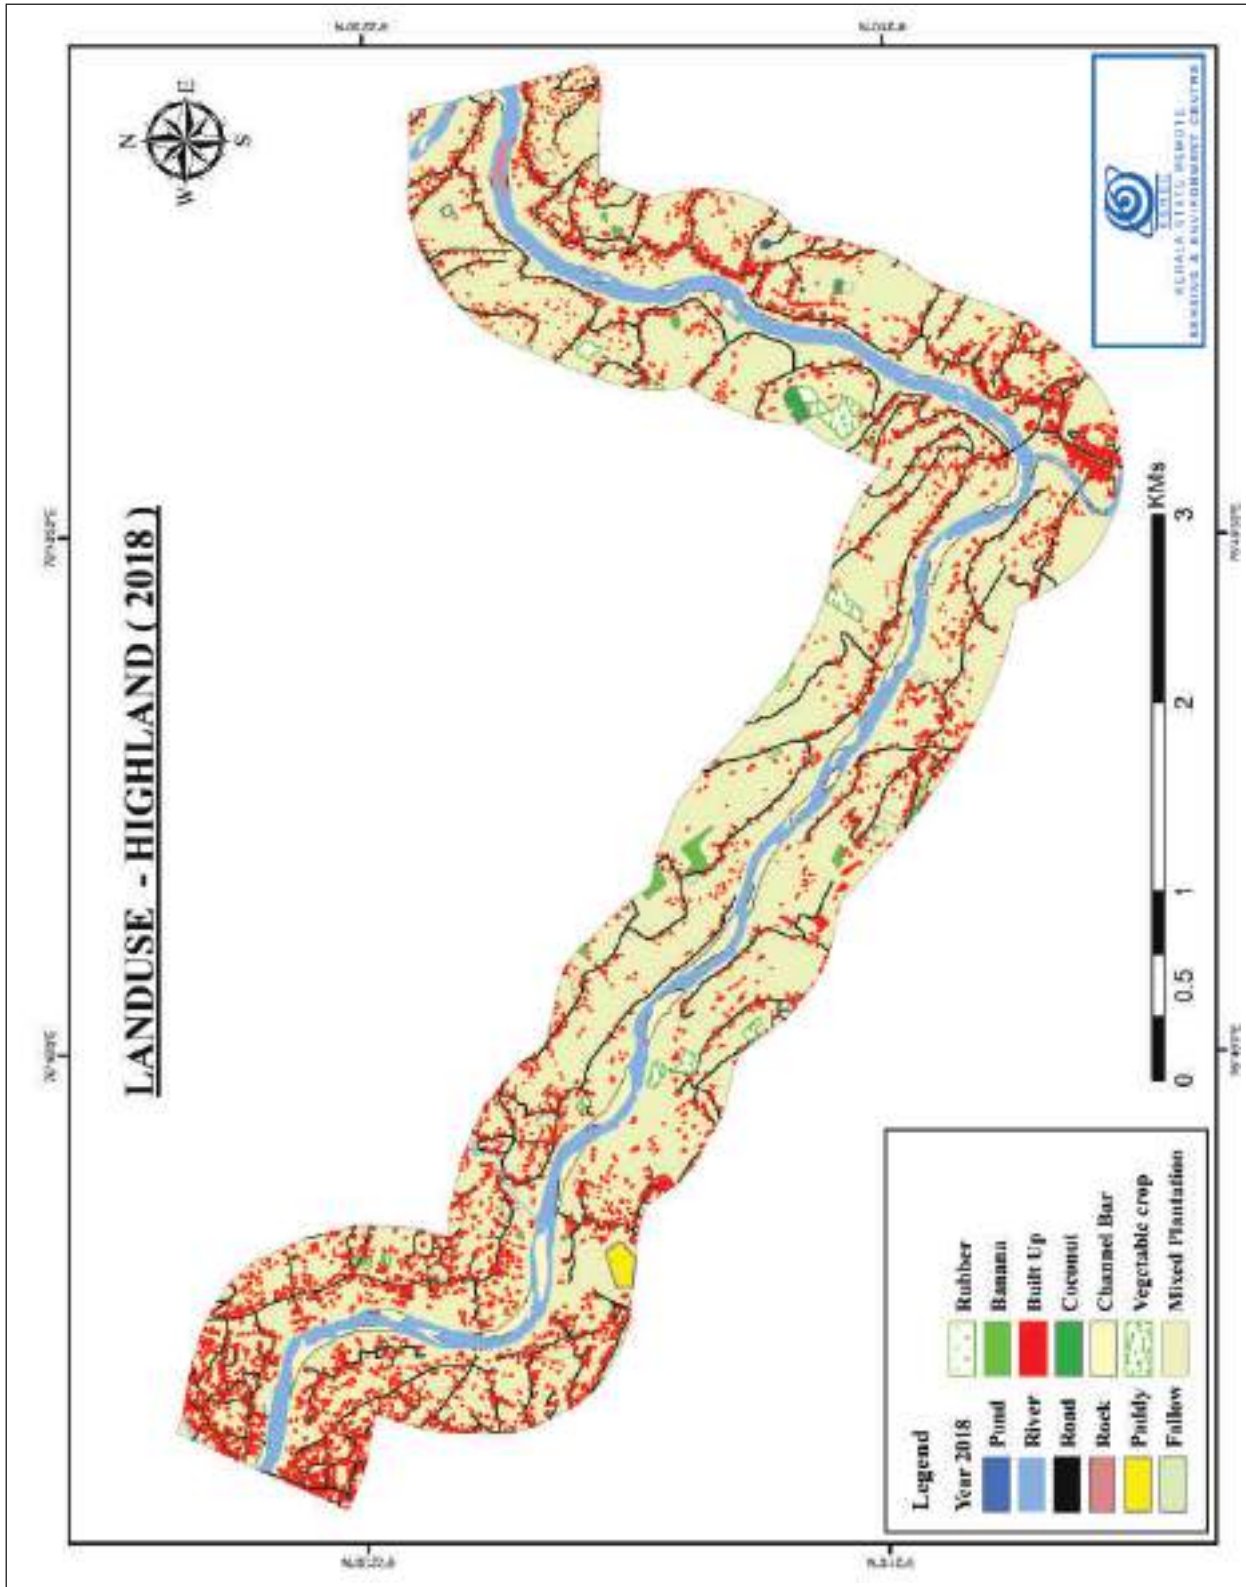 LANDUSE - HIGHLAND ( 2018 )
N
E
W
S
KERALA STATE REMOTE
SENSING & ENVIRONMENT CENTRE
0
0.5
1
2
3
KMs
Legend
Year 2018
Pond
River
Road
Rock
Paddy
Fallow
Rubber
Banana
Built Up
Coconut
Channel Bar
Vegetable crop
Mixed Plantation